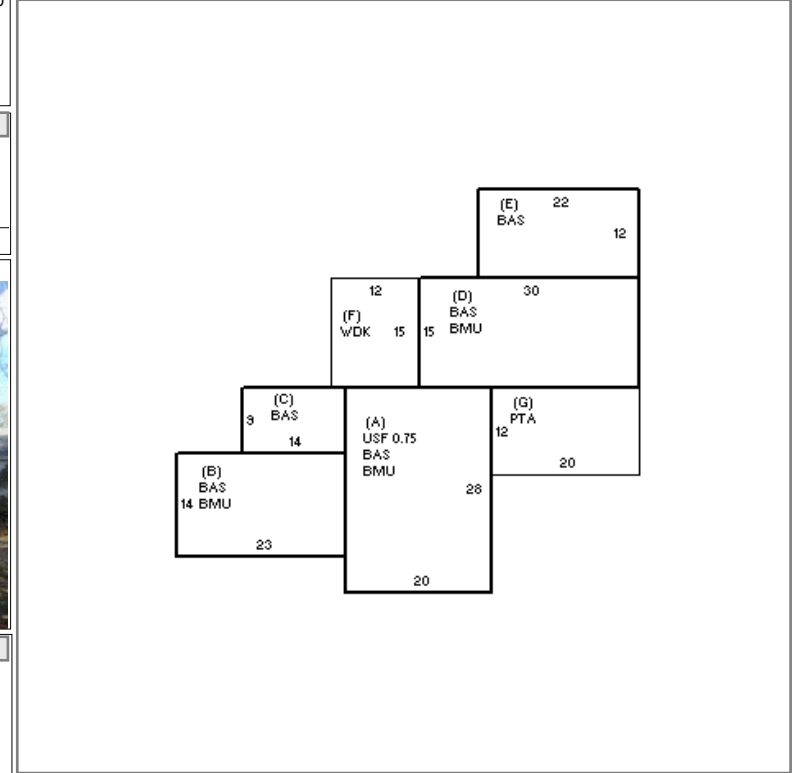 (E) 22
BAS
12
12
(D) 30
BAS
BMU
15
(F)
WDK 15
(C)
BAS
9
14
(A)
USF 0.75
BAS
BMU
28
20
(G)
PTA
12
20
(B)
BAS
14 BMU
23